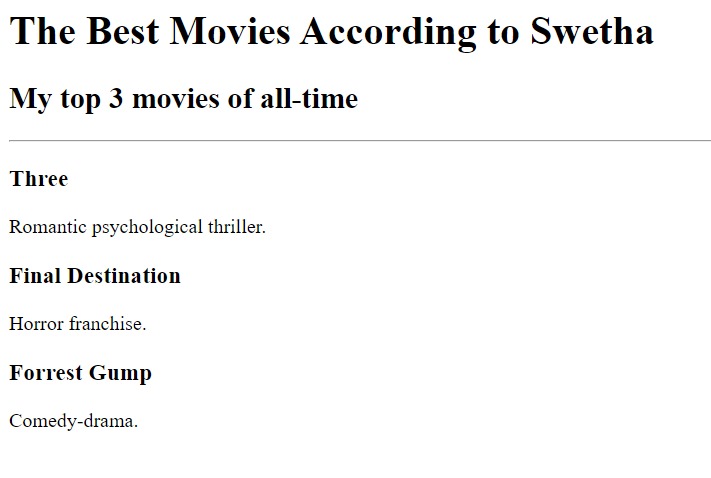 The Best Movies According to Swetha
My top 3 movies of all-time
Three
Romantic psychological thriller.
Final Destination
Horror franchise.
Forrest Gump
Comedy-drama.